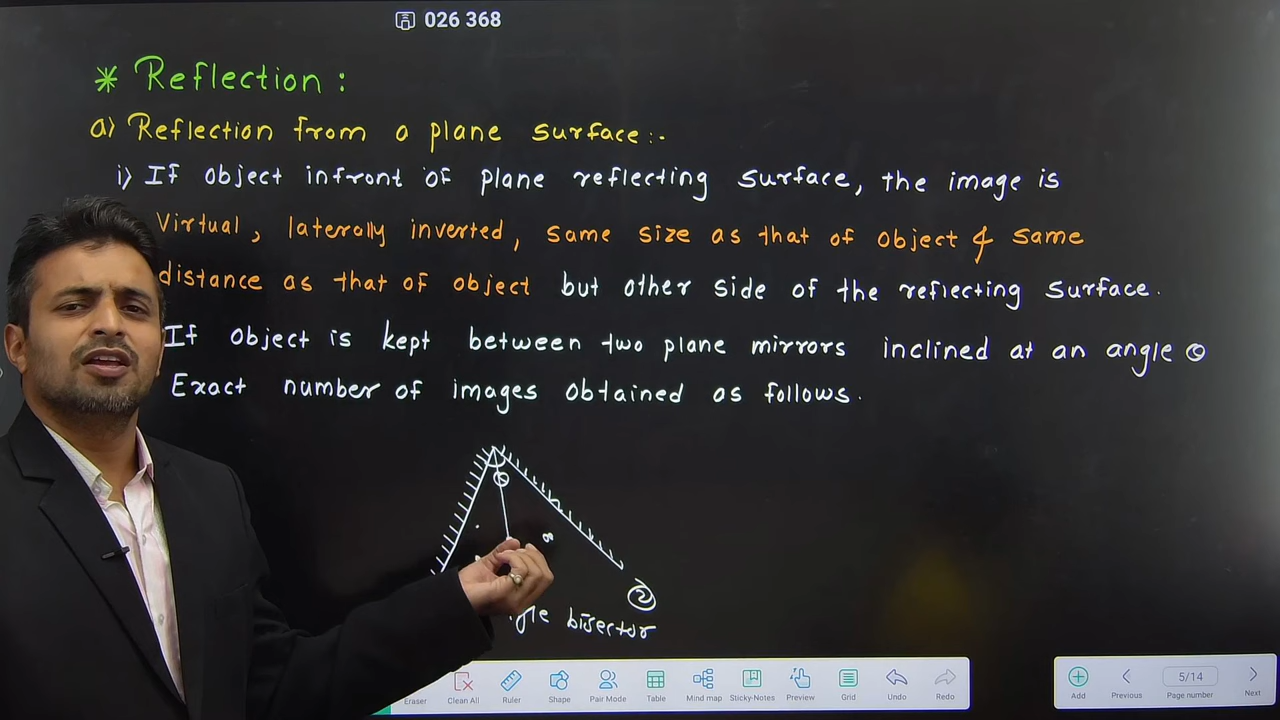 026 368
* Reflection:
a) Reflection from a plane surface:-
i) If object infront of plane reflecting surface, the image is
Virtual, laterally inverted, same size as that of object & same
distance as that of object but other side of the reflecting surface.
If object is kept between two plane mirrors inclined at an angle θ
Exact number of images obtained as follows.
θ
2
bisector
Eraser Clean All Ruler Shape Pair Mode Table Mind map Sticky-Notes Preview Grid Undo Redo
Add Previous 5/14 Page number Next